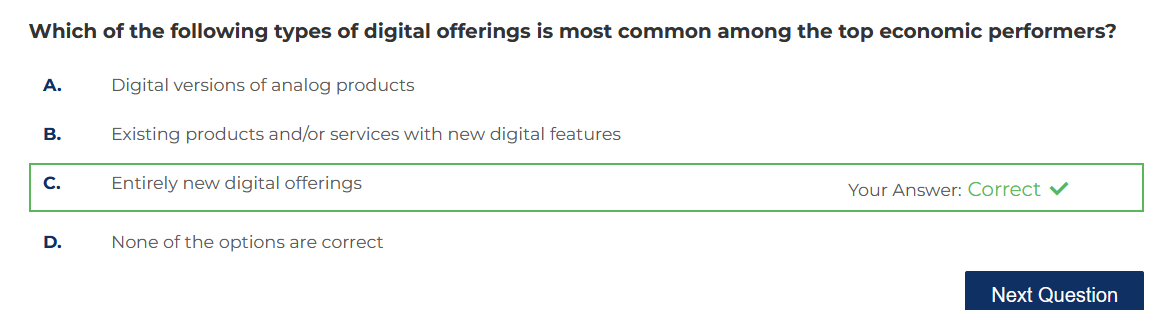 Which of the following types of digital offerings is most common among the top economic performers?
A. Digital versions of analog products
B. Existing products and/or services with new digital features
C. Entirely new digital offerings Your Answer: Correct ✔
D. None of the options are correct
Next Question